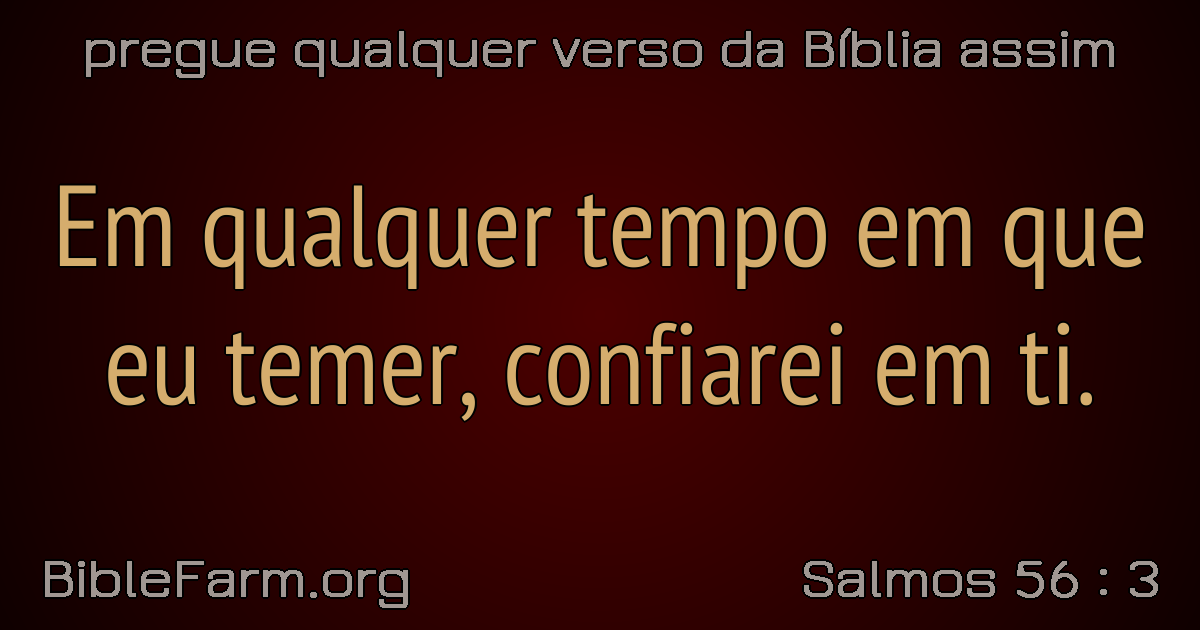 pregue qualquer verso da Bíblia assim
Em qualquer tempo em que
eu temer, confiarei em ti.
BibleFarm.org
Salmos 56 : 3